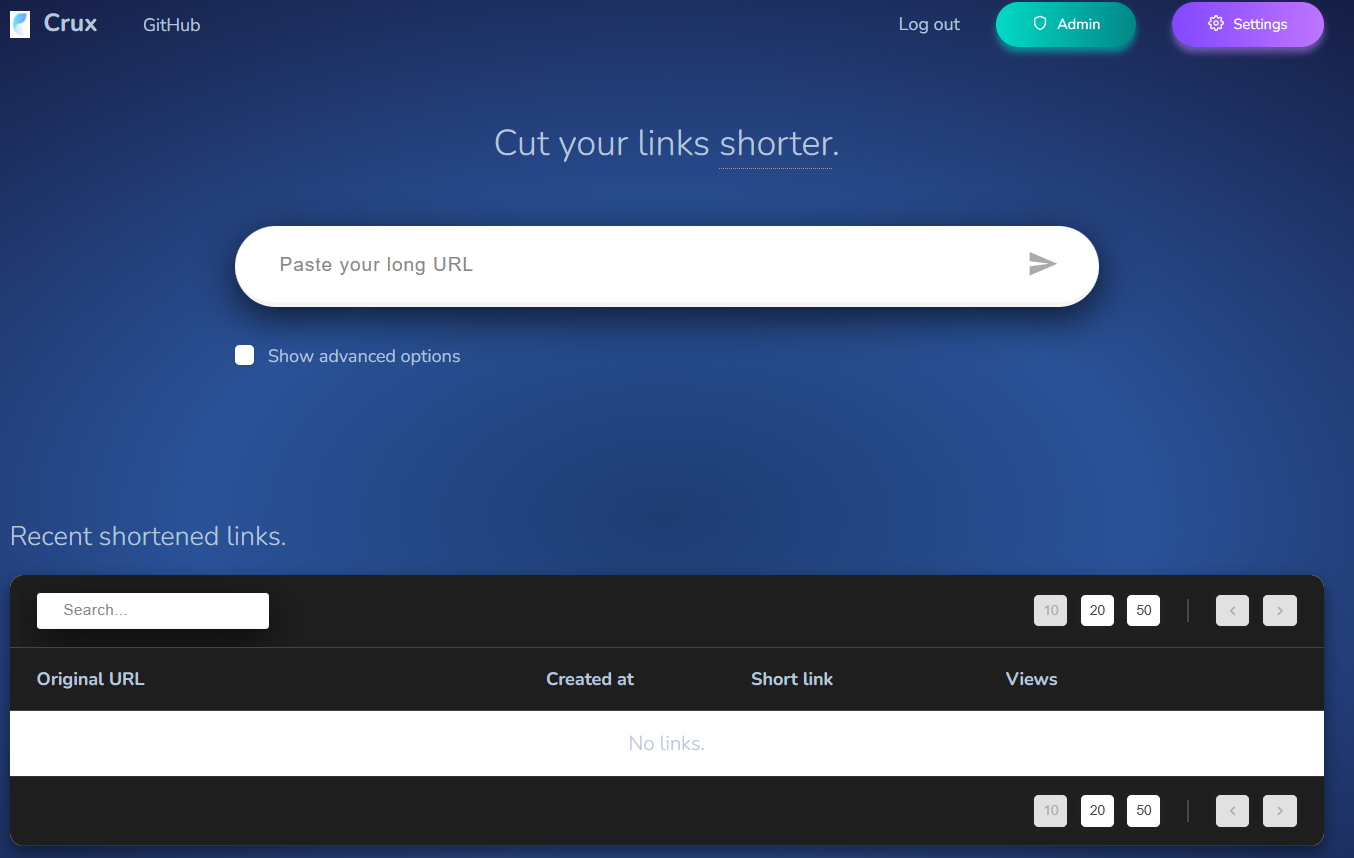 Crux GitHub Log out Admin Settings
Cut your links shorter.
Paste your long URL
Show advanced options
Recent shortened links.
Search... 10 20 50
Original URL Created at Short link Views
No links.
10 20 50